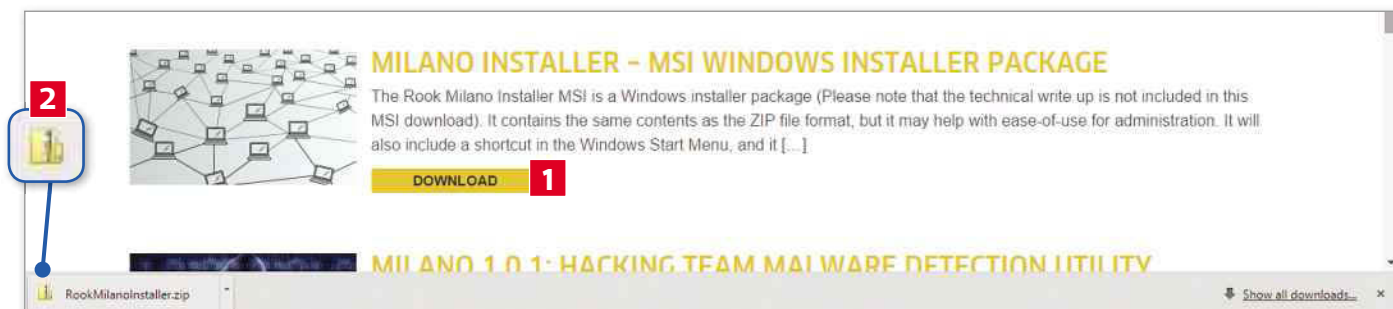 MILANO INSTALLER – MSI WINDOWS INSTALLER PACKAGE
2
The Rook Milano Installer MSI is a Windows installer package (Please note that the technical write up is not included in this
MSI download). It contains the same contents as the ZIP file format, but it may help with ease-of-use for administration. It will
also include a shortcut in the Windows Start Menu, and it [...]
DOWNLOAD 1
MILANO 1.0.1: HACKING TEAM MALWARE DETECTION UTILITY
RookMilanoInstaller.zip Show all downloads...